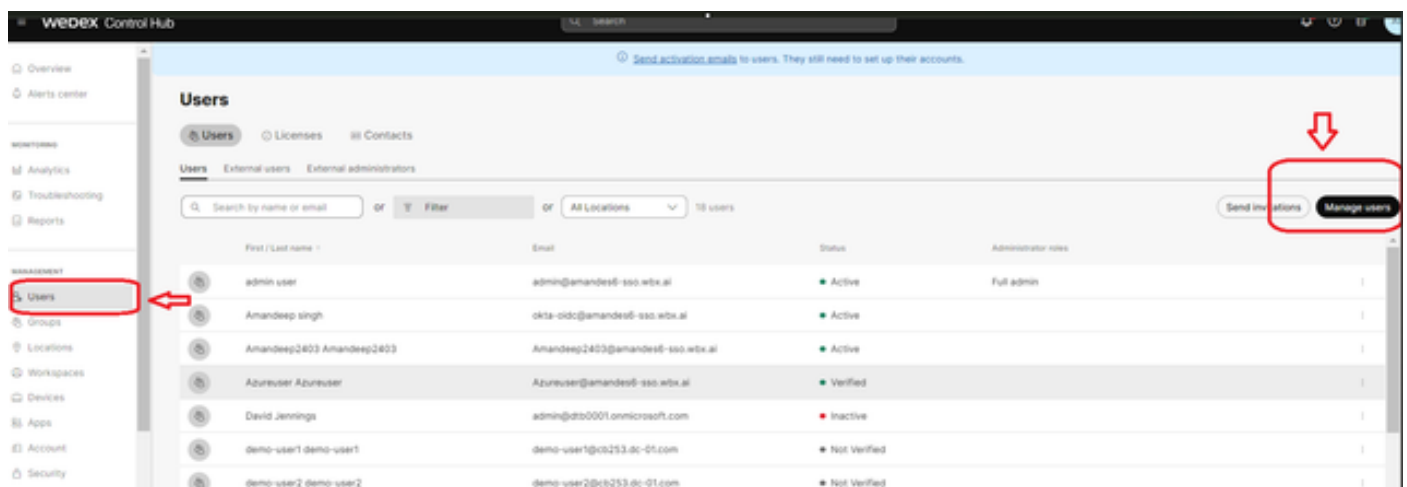 webex Control Hub
Search
Send activation emails to users. They still need to set up their accounts.
Overview
Alerts center
MONITORING
Analytics
Troubleshooting
Reports
MANAGEMENT
Users
Groups
Locations
Workspaces
Devices
Apps
Account
Security
Users
Users Licenses Contacts
Users External users External administrators
Search by name or email or Filter or All Locations 18 users Send invitations Manage users
First / Last name Email Status Administrator roles
admin user admin@amandes6-sso.wbx.ai Active Full admin
Amandeep singh okta-oidc@amandes6-sso.wbx.ai Active
Amandeep2403 Amandeep2403 Amandeep2403@amandes6-sso.wbx.ai Active
Azureuser Azureuser Azureuser@amandes6-sso.wbx.ai Verified
David Jennings admin@dtb0001.onmicrosoft.com Inactive
demo-user1 demo-user1 demo-user1@cb253.dc-01.com Not Verified
demo-user2 demo-user2 demo-user2@cb253.dc-01.com Not Verified